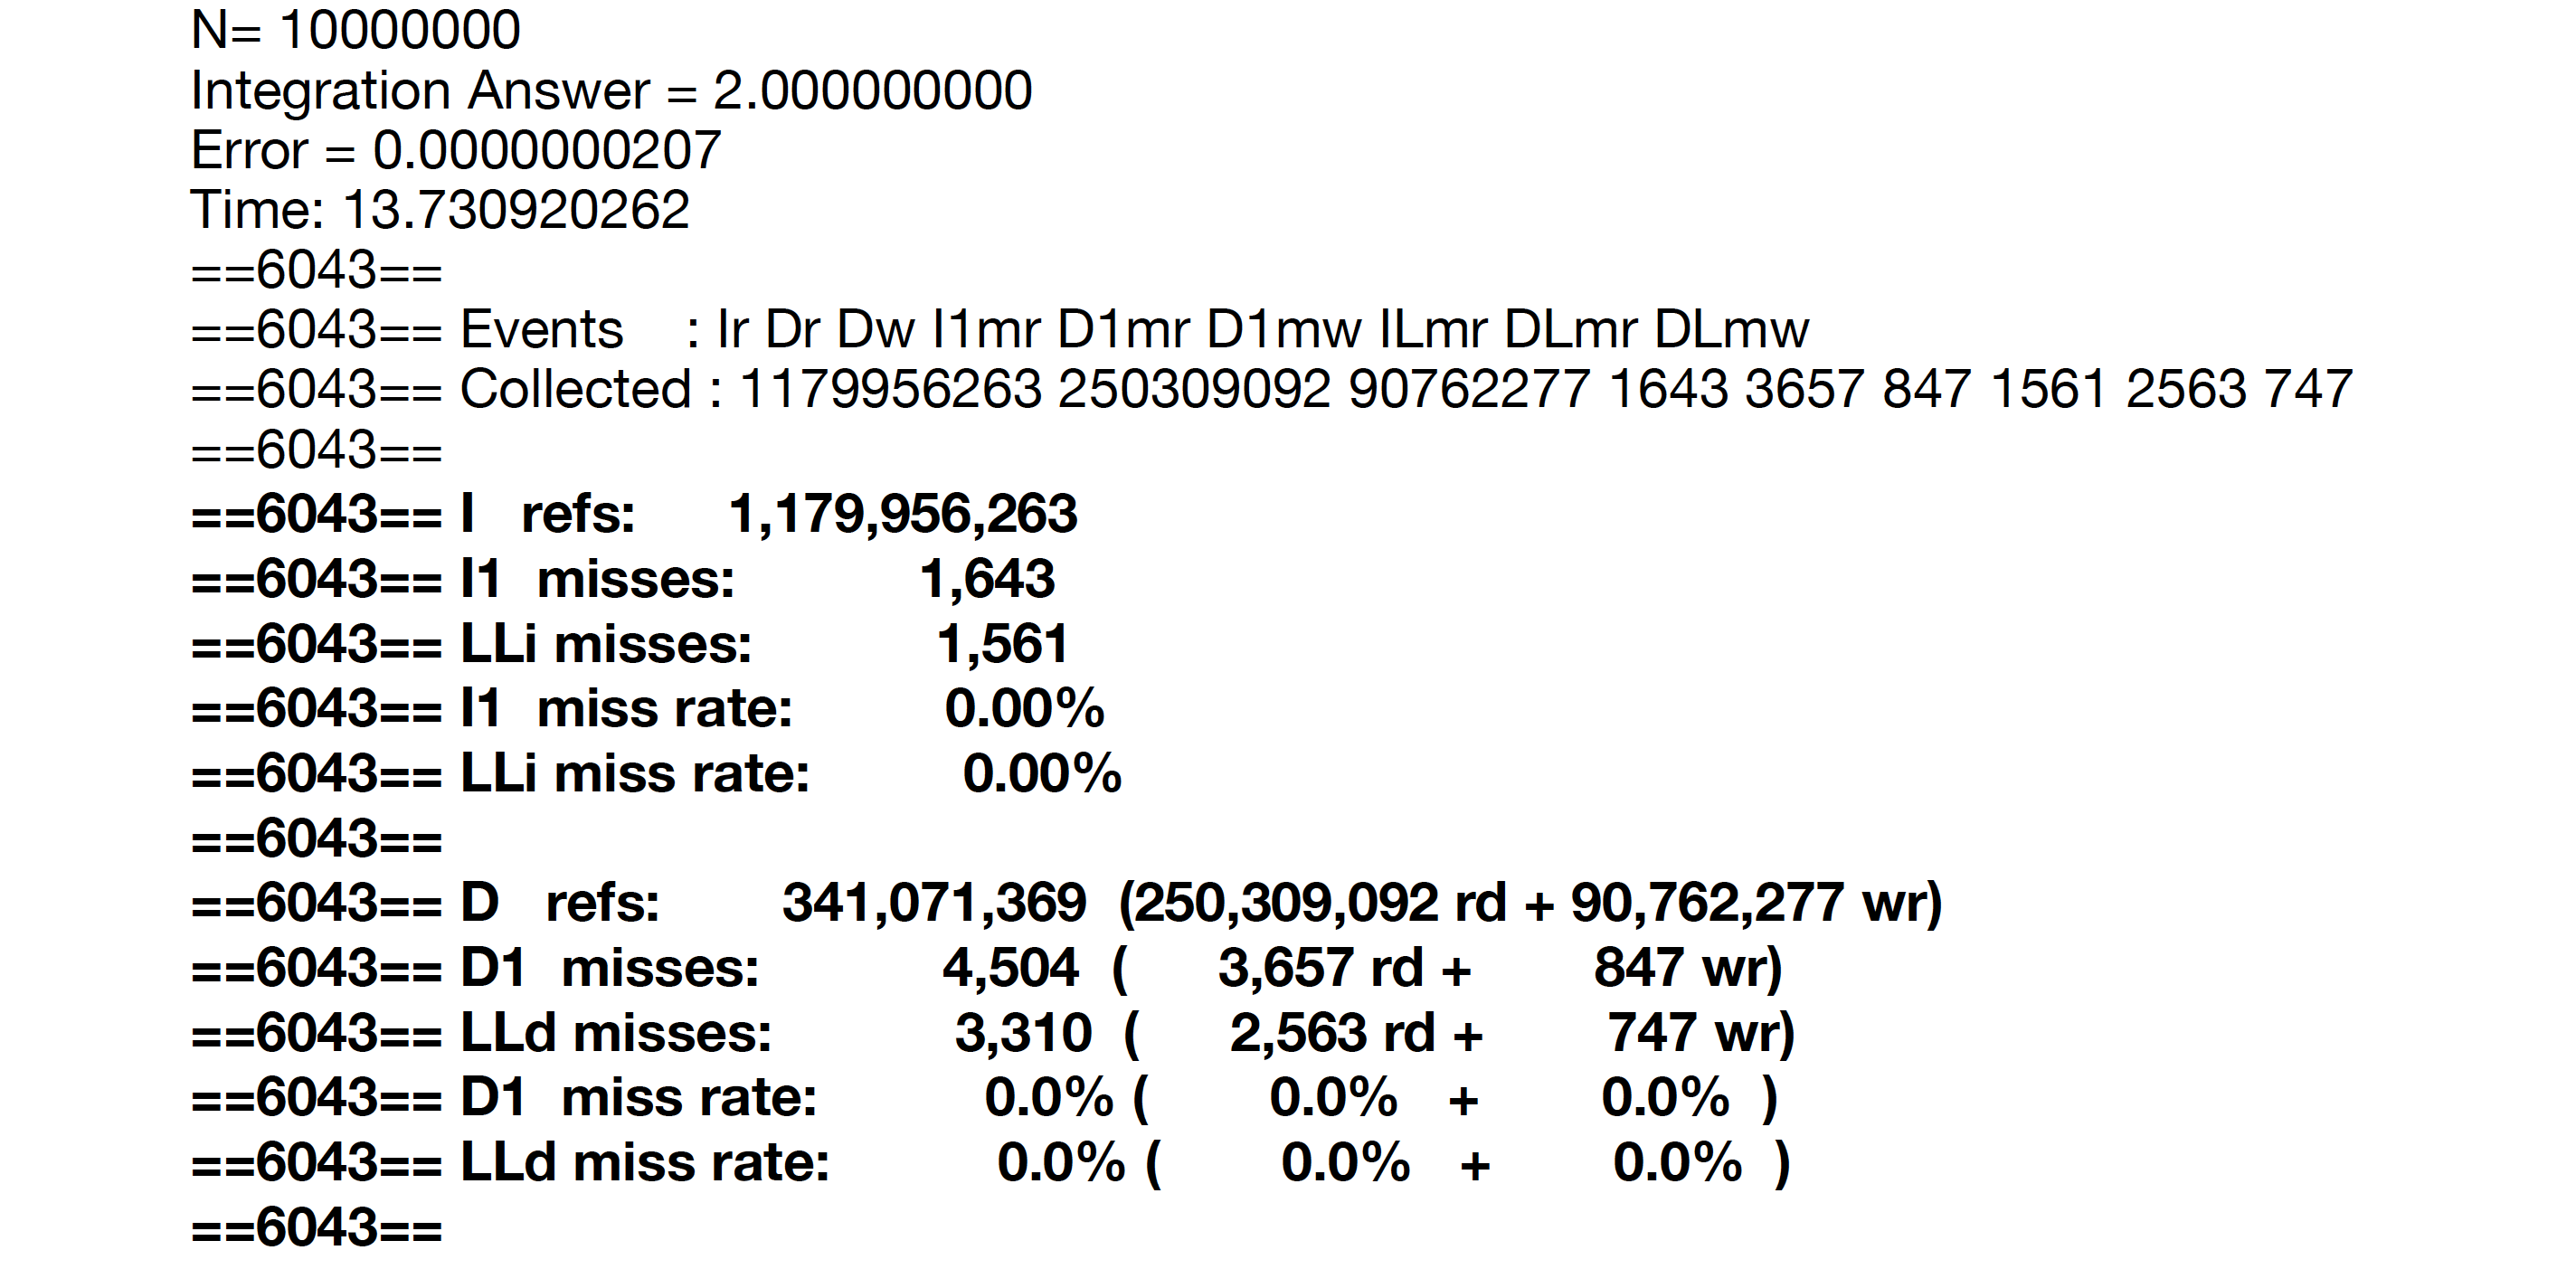 N= 10000000
Integration Answer = 2.000000000
Error = 0.0000000207
Time: 13.730920262
==6043==
==6043== Events    : Ir Dr Dw I1mr D1mr D1mw ILmr DLmr DLmw
==6043== Collected : 1179956263 250309092 90762277 1643 3657 847 1561 2563 747
==6043==
==6043== I   refs:      1,179,956,263
==6043== I1  misses:            1,643
==6043== LLi misses:            1,561
==6043== I1  miss rate:          0.00%
==6043== LLi miss rate:          0.00%
==6043==
==6043== D   refs:        341,071,369  (250,309,092 rd + 90,762,277 wr)
==6043== D1  misses:            4,504  (      3,657 rd +        847 wr)
==6043== LLd misses:            3,310  (      2,563 rd +        747 wr)
==6043== D1  miss rate:           0.0% (        0.0%   +        0.0%  )
==6043== LLd miss rate:           0.0% (        0.0%   +        0.0%  )
==6043==